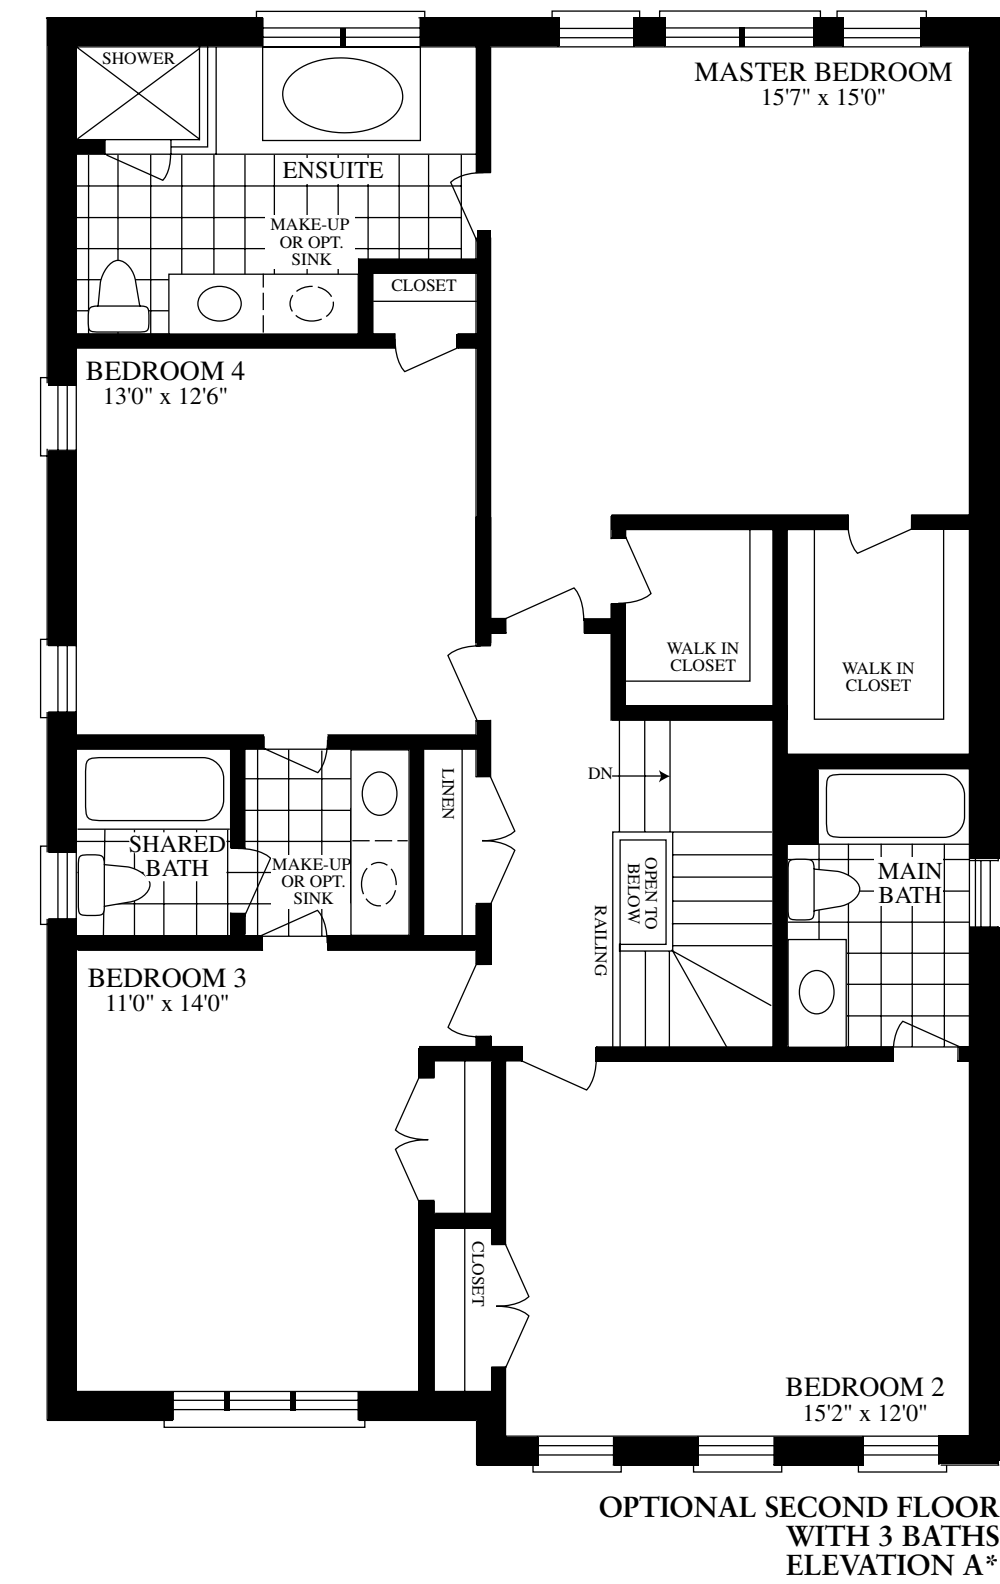 SHOWER
MASTER BEDROOM
15'7" x 15'0"
ENSUITE
MAKE-UP
OR OPT.
SINK
CLOSET
BEDROOM 4
13'0" x 12'6"
WALK IN
CLOSET
WALK IN
CLOSET
DN
LINEN
SHARED
BATH
MAKE-UP
OR OPT.
SINK
OPEN TO
BELOW
RAILING
MAIN
BATH
BEDROOM 3
11'0" x 14'0"
CLOSET
BEDROOM 2
15'2" x 12'0"
OPTIONAL SECOND FLOOR
WITH 3 BATHS
ELEVATION A*